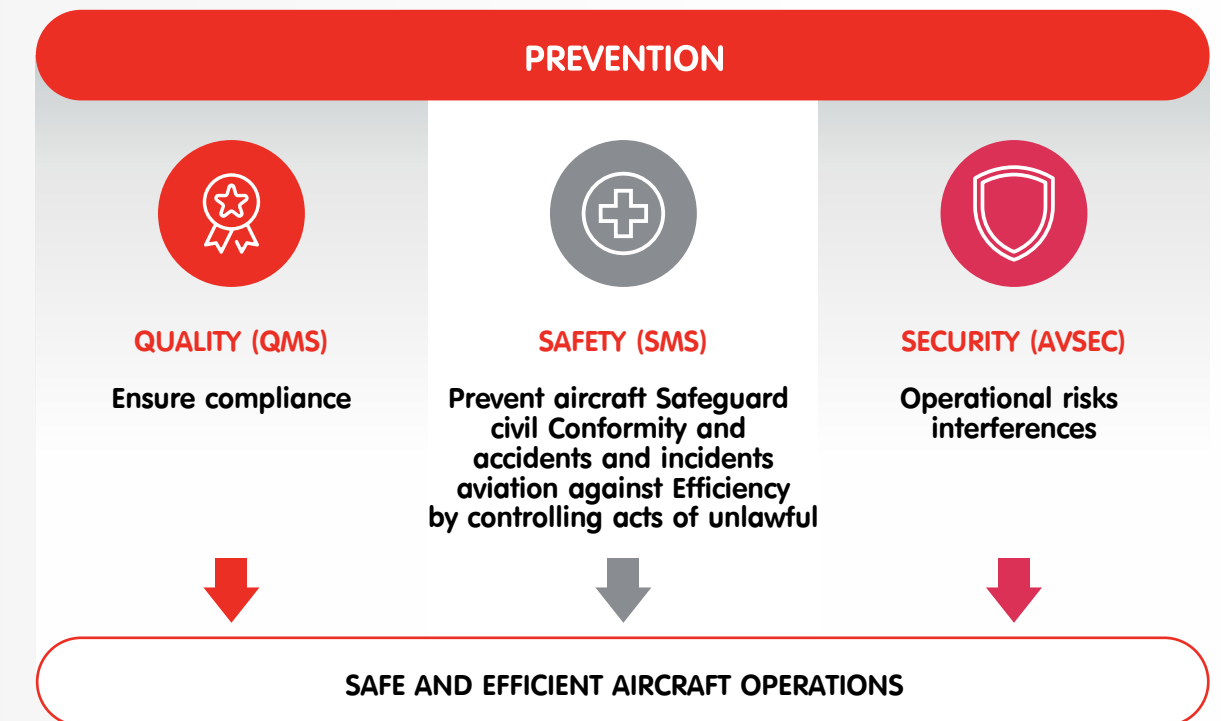 PREVENTION
QUALITY (QMS)
Ensure compliance
SAFETY (SMS)
Prevent aircraft Safeguard
civil Conformity and
accidents and incidents
aviation against Efficiency
by controlling acts of unlawful
SECURITY (AVSEC)
Operational risks
interferences
SAFE AND EFFICIENT AIRCRAFT OPERATIONS